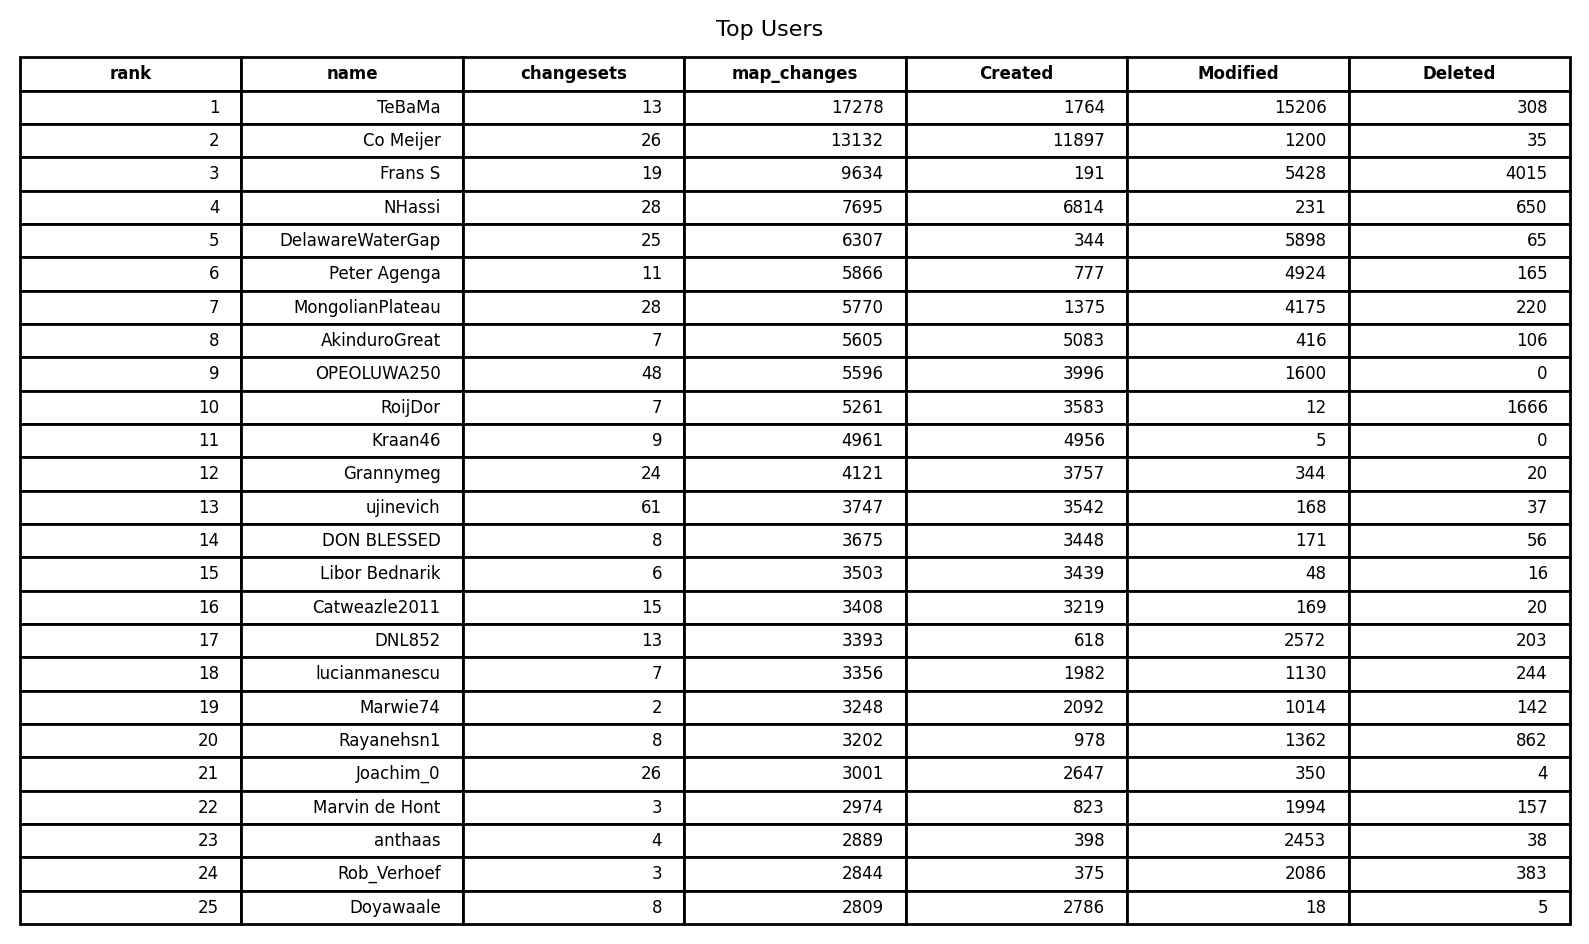 Top Users
rank name changesets map_changes Created Modified Deleted
1 TeBaMa 13 17278 1764 15206 308
2 Co Meijer 26 13132 11897 1200 35
3 Frans S 19 9634 191 5428 4015
4 NHassi 28 7695 6814 231 650
5 DelawareWaterGap 25 6307 344 5898 65
6 Peter Agenga 11 5866 777 4924 165
7 MongolianPlateau 28 5770 1375 4175 220
8 AkinduroGreat 7 5605 5083 416 106
9 OPEOLUWA250 48 5596 3996 1600 0
10 RoijDor 7 5261 3583 12 1666
11 Kraan46 9 4961 4956 5 0
12 Grannymeg 24 4121 3757 344 20
13 ujinevich 61 3747 3542 168 37
14 DON BLESSED 8 3675 3448 171 56
15 Libor Bednarik 6 3503 3439 48 16
16 Catweazle2011 15 3408 3219 169 20
17 DNL852 13 3393 618 2572 203
18 lucianmanescu 7 3356 1982 1130 244
19 Marwie74 2 3248 2092 1014 142
20 Rayanehsn1 8 3202 978 1362 862
21 Joachim_0 26 3001 2647 350 4
22 Marvin de Hont 3 2974 823 1994 157
23 anthaas 4 2889 398 2453 38
24 Rob_Verhoef 3 2844 375 2086 383
25 Doyawaale 8 2809 2786 18 5